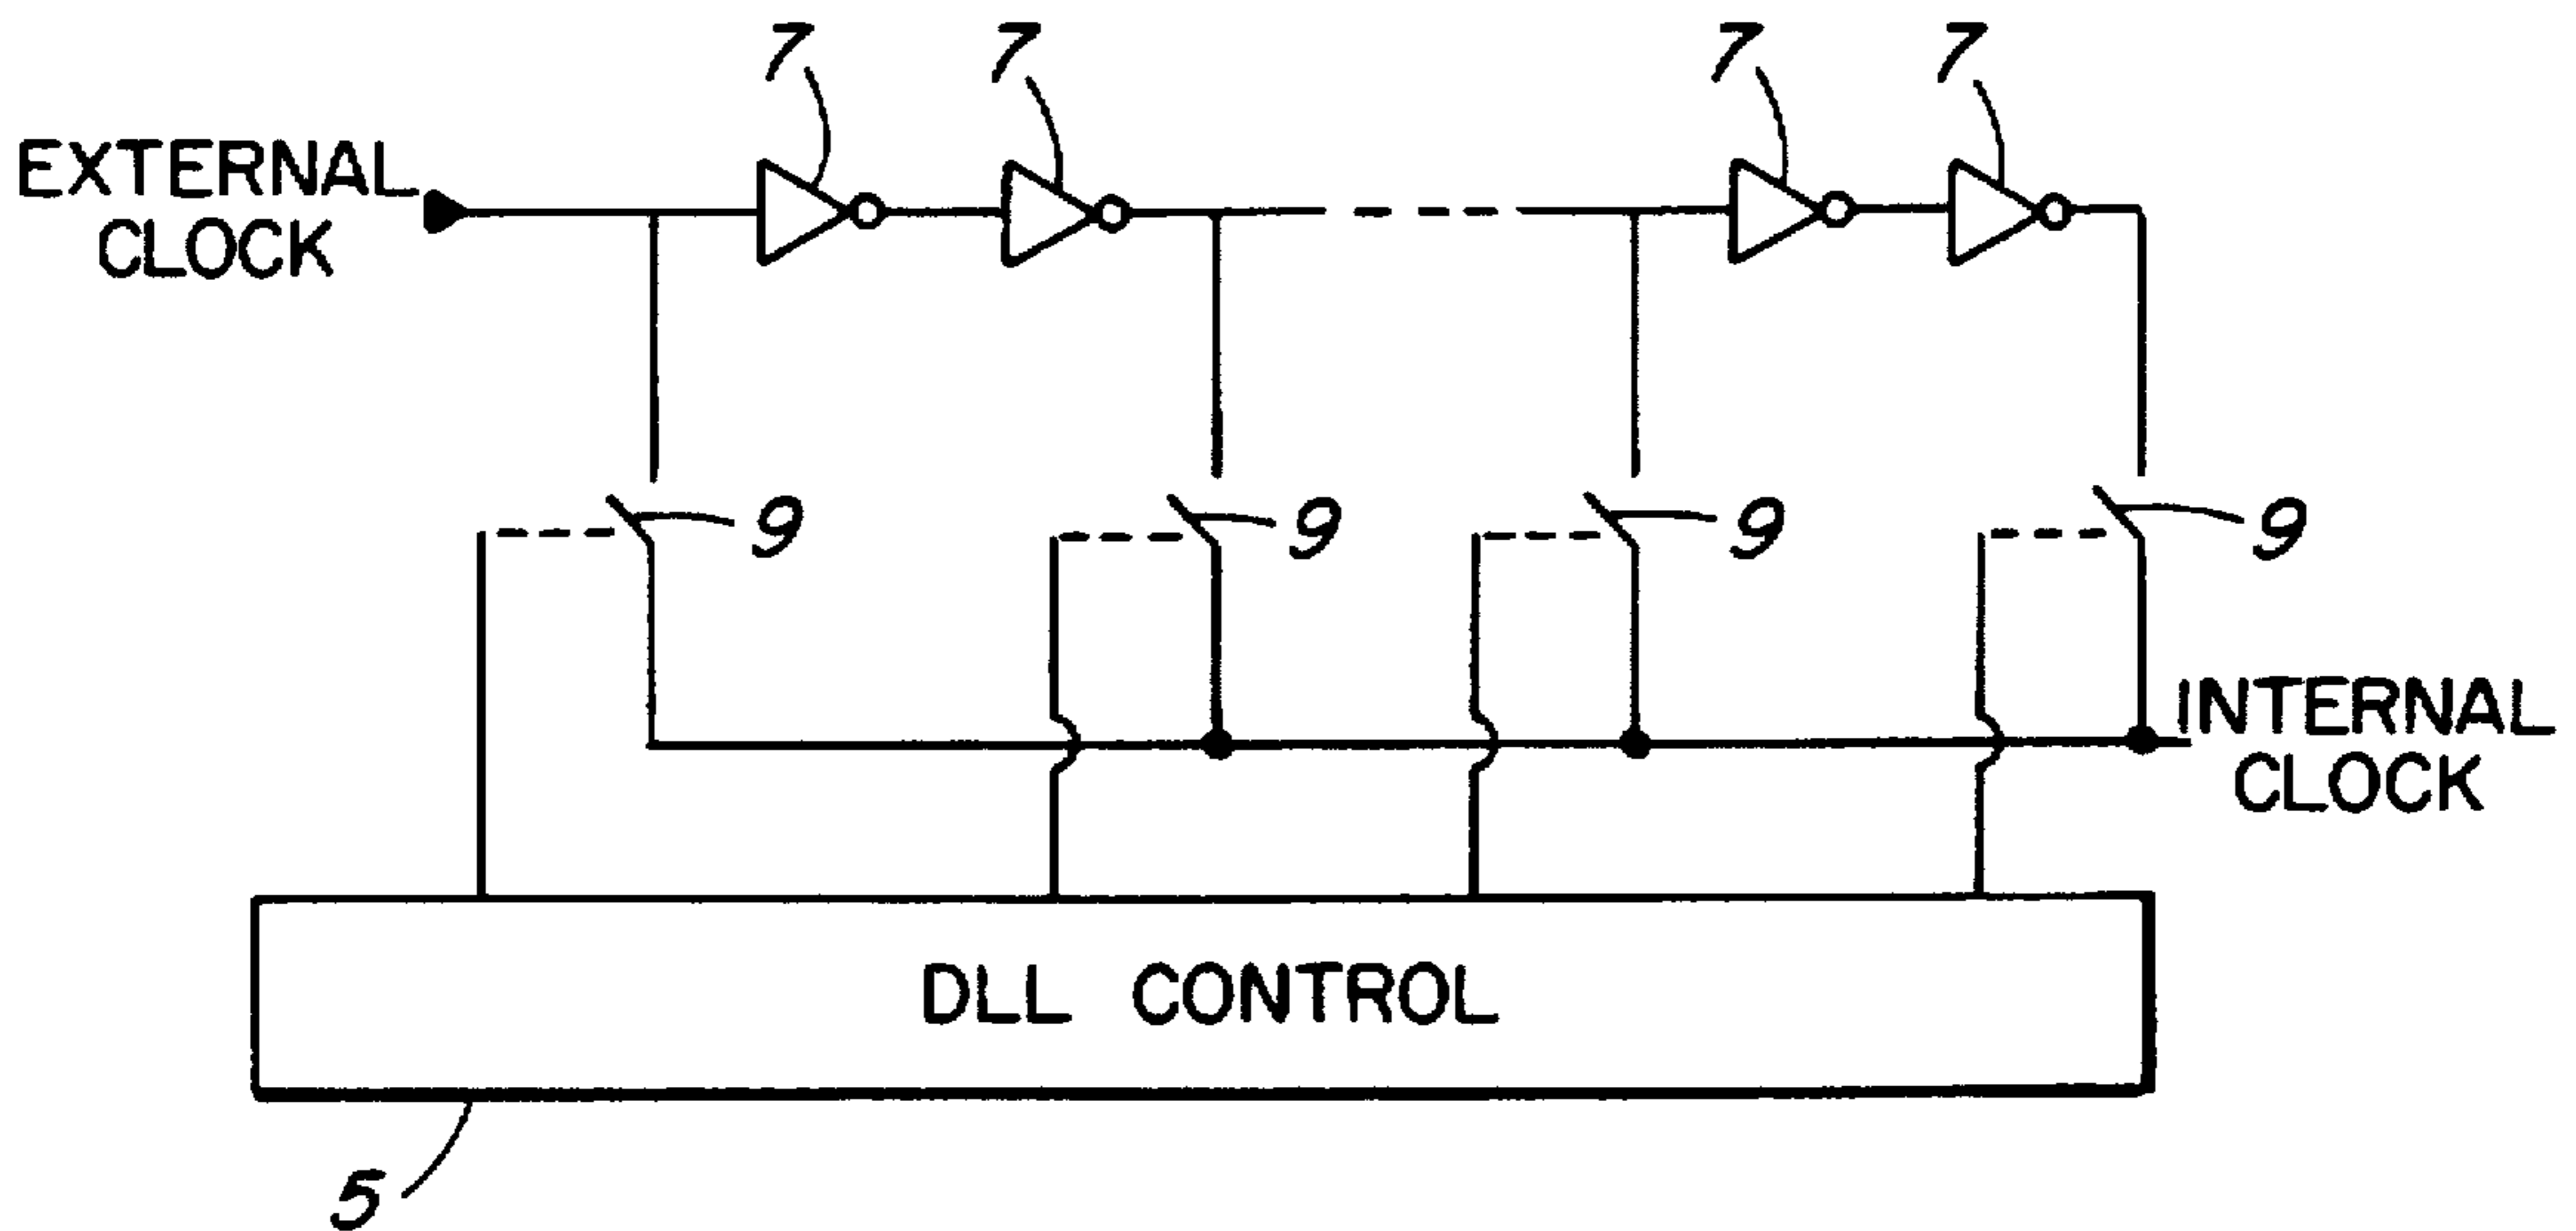 7 7 7 7
EXTERNAL
CLOCK
9 9 9 9
INTERNAL
CLOCK
DLL CONTROL
5